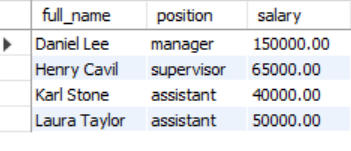 full_name position salary
Daniel Lee manager 150000.00
Henry Cavil supervisor 65000.00
Karl Stone assistant 40000.00
Laura Taylor assistant 50000.00